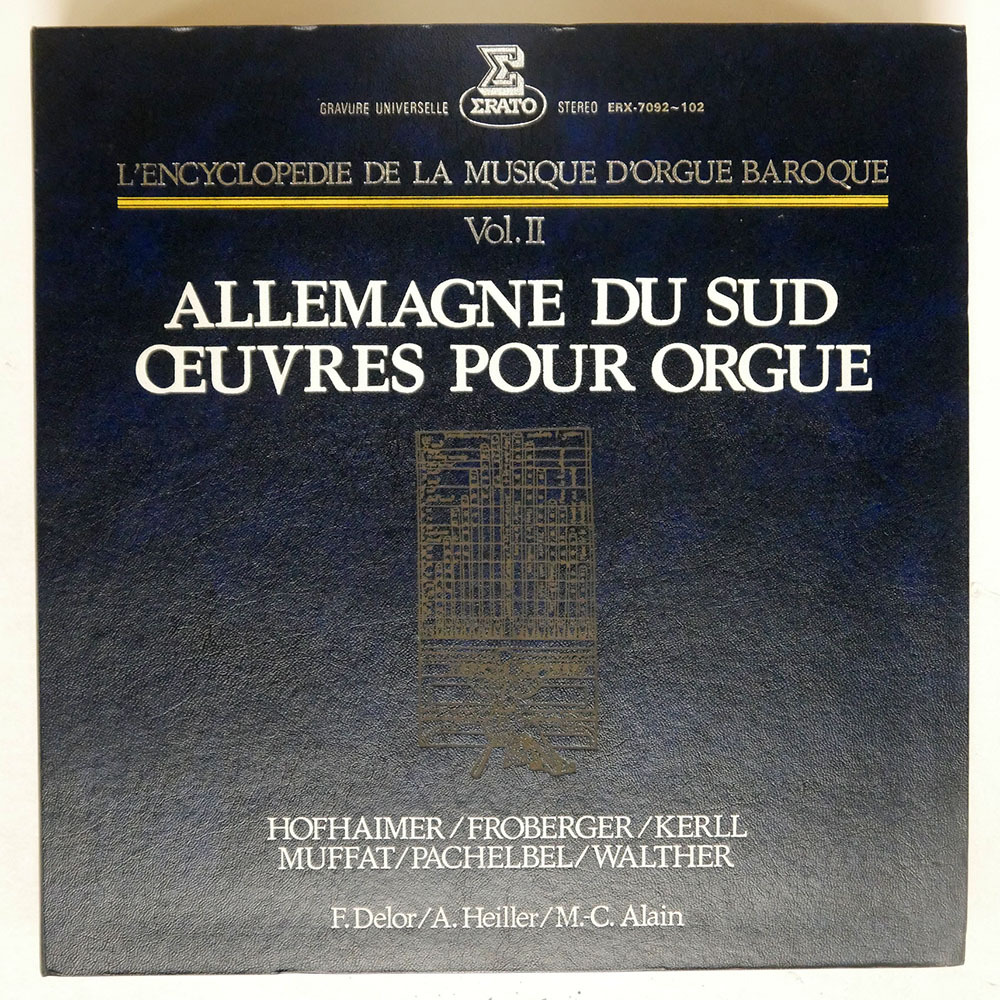 Σ
GRAVURE UNIVERSELLE ΣRATO STEREO ERX-7092~102
L'ENCYCLOPEDIE DE LA MUSIQUE D'ORGUE BAROQUE
Vol. II
ALLEMAGNE DU SUD
ŒUVRES POUR ORGUE
HOFHAIMER/FROBERGER/KERLL
MUFFAT/PACHELBEL/WALTHER
F. Delor/A. Heiller/M.-C. Alain